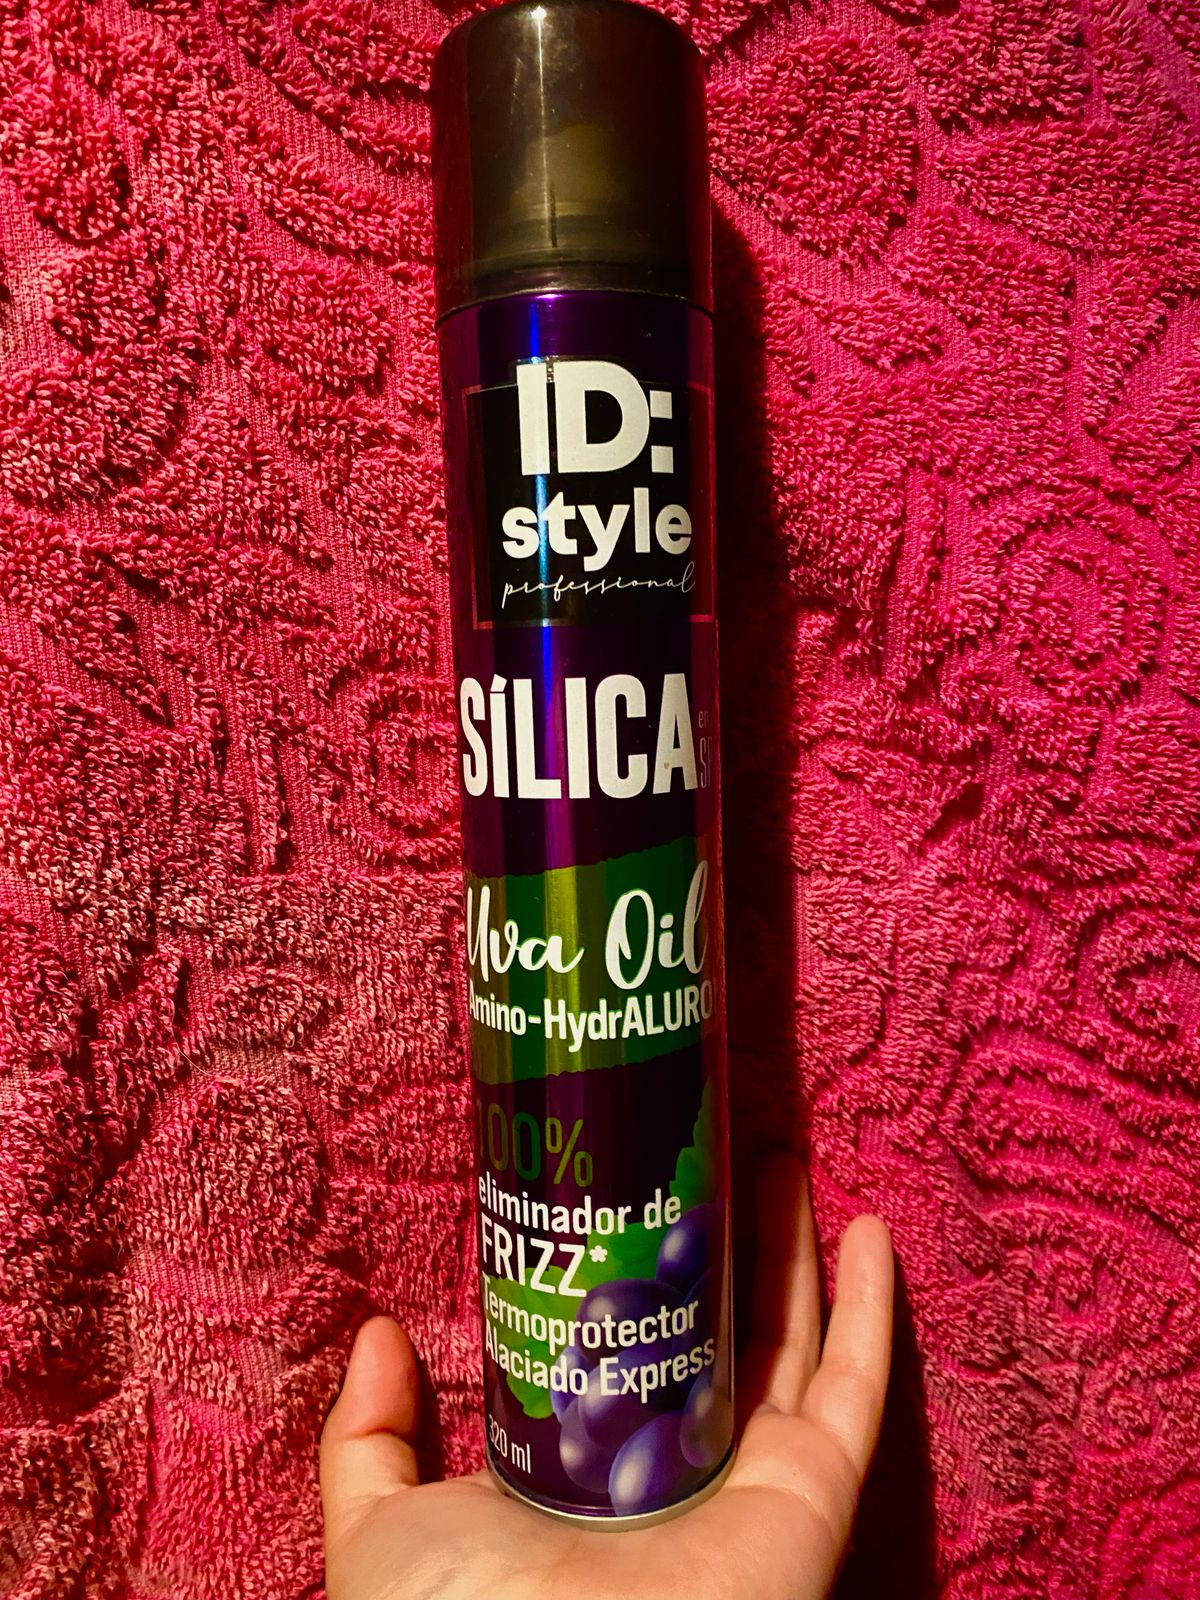 ID:
style
professional
SÍLICA
Uva Oil
Amino-HydrALURO
100%
eliminador de
FRIZZ*
Termoprotector
Alaciado Express
320 ml